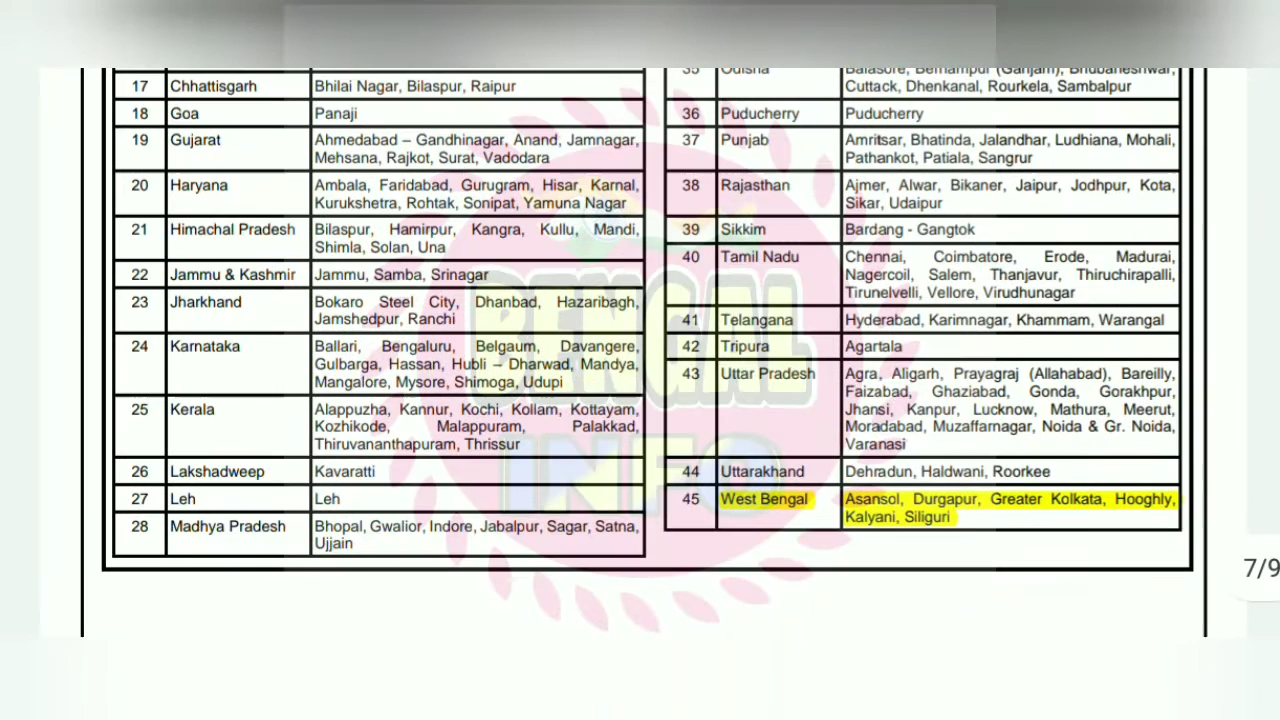 17 Chhattisgarh Bhilai Nagar, Bilaspur, Raipur
18 Goa Panaji
19 Gujarat Ahmedabad – Gandhinagar, Anand, Jamnagar,
Mehsana, Rajkot, Surat, Vadodara
20 Haryana Ambala, Faridabad, Gurugram, Hisar, Karnal,
Kurukshetra, Rohtak, Sonipat, Yamuna Nagar
21 Himachal Pradesh Bilaspur, Hamirpur, Kangra, Kullu, Mandi,
Shimla, Solan, Una
22 Jammu & Kashmir Jammu, Samba, Srinagar
23 Jharkhand Bokaro Steel City, Dhanbad, Hazaribagh,
Jamshedpur, Ranchi
24 Karnataka Ballari, Bengaluru, Belgaum, Davangere,
Gulbarga, Hassan, Hubli – Dharwad, Mandya,
Mangalore, Mysore, Shimoga, Udupi
25 Kerala Alappuzha, Kannur, Kochi, Kollam, Kottayam,
Kozhikode, Malappuram, Palakkad,
Thiruvananthapuram, Thrissur
26 Lakshadweep Kavaratti
27 Leh Leh
28 Madhya Pradesh Bhopal, Gwalior, Indore, Jabalpur, Sagar, Satna,
Ujjain
35 Odisha Balasore, Berhampur (Ganjam), Bhubaneshwar,
Cuttack, Dhenkanal, Rourkela, Sambalpur
36 Puducherry Puducherry
37 Punjab Amritsar, Bhatinda, Jalandhar, Ludhiana, Mohali,
Pathankot, Patiala, Sangrur
38 Rajasthan Ajmer, Alwar, Bikaner, Jaipur, Jodhpur, Kota,
Sikar, Udaipur
39 Sikkim Bardang - Gangtok
40 Tamil Nadu Chennai, Coimbatore, Erode, Madurai,
Nagercoil, Salem, Thanjavur, Thiruchirapalli,
Tirunelvelli, Vellore, Virudhunagar
41 Telangana Hyderabad, Karimnagar, Khammam, Warangal
42 Tripura Agartala
43 Uttar Pradesh Agra, Aligarh, Prayagraj (Allahabad), Bareilly,
Faizabad, Ghaziabad, Gonda, Gorakhpur,
Jhansi, Kanpur, Lucknow, Mathura, Meerut,
Moradabad, Muzaffarnagar, Noida & Gr. Noida,
Varanasi
44 Uttarakhand Dehradun, Haldwani, Roorkee
45 West Bengal Asansol, Durgapur, Greater Kolkata, Hooghly,
Kalyani, Siliguri
BENGAL
INFO
7/9